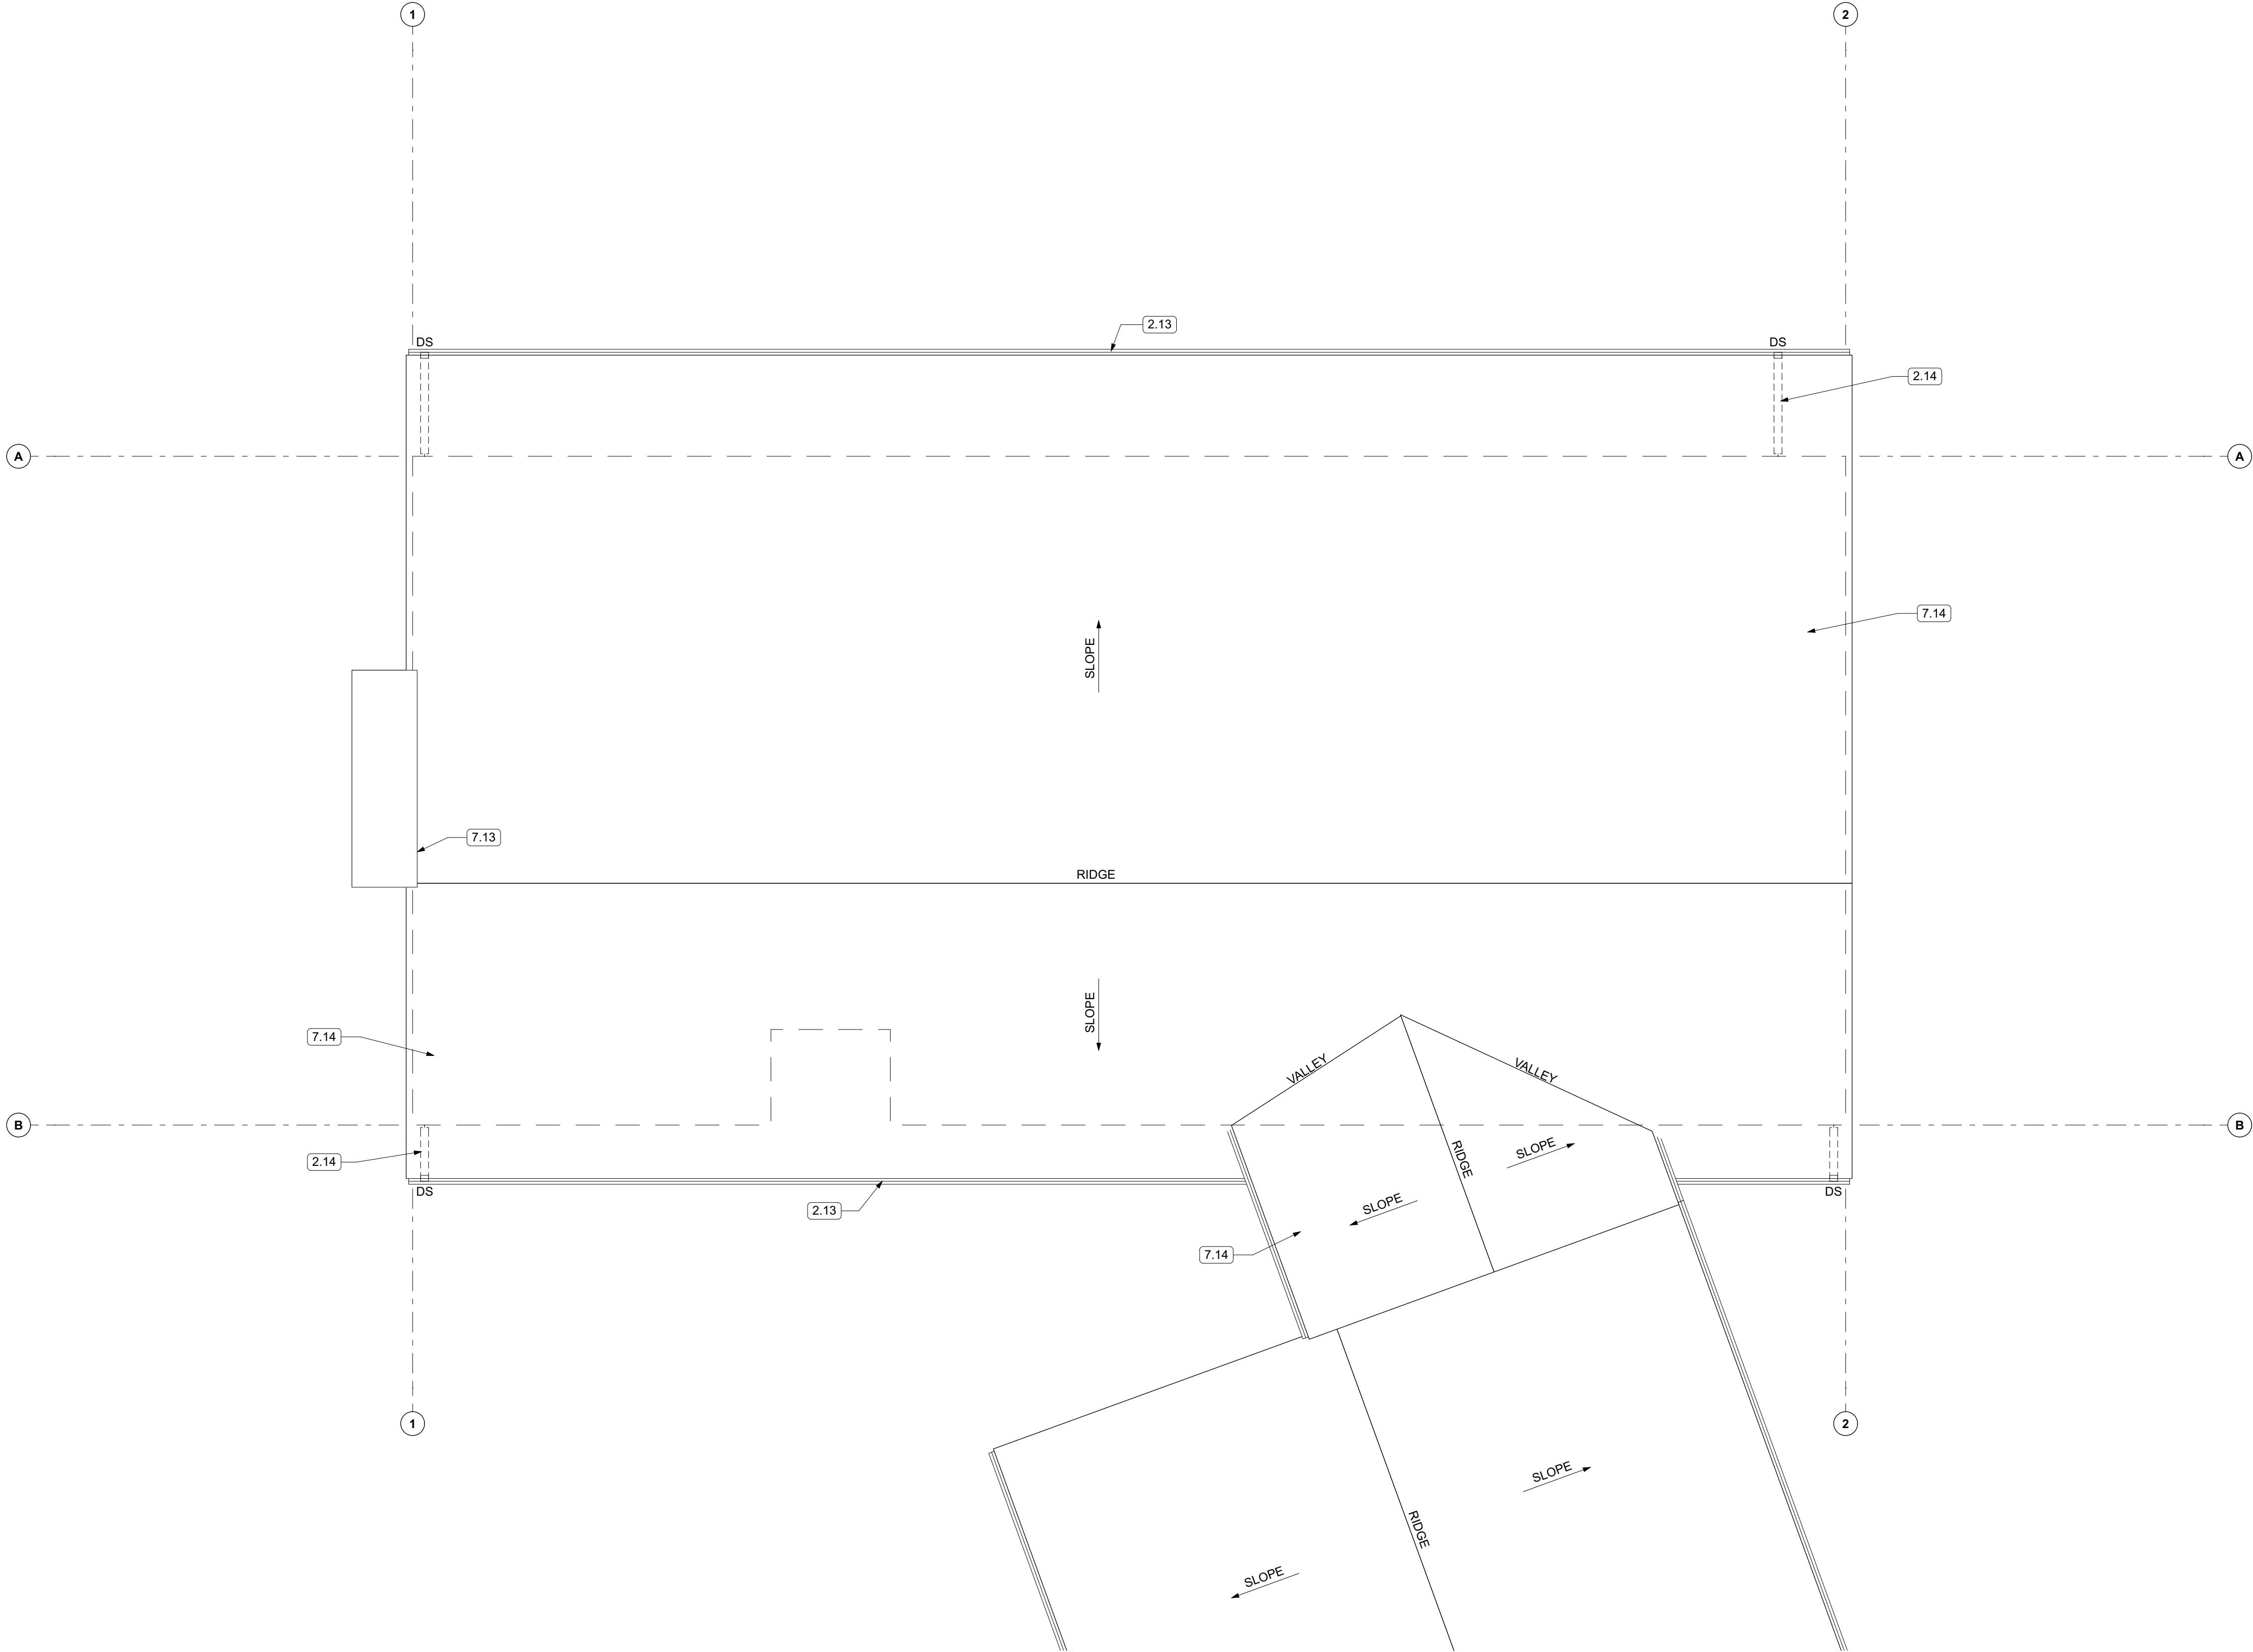 1
2
2.13
DS
DS
2.14
A
A
7.14
SLOPE
7.13
RIDGE
SLOPE
7.14
VALLEY
VALLEY
B
B
SLOPE
RIDGE
2.14
DS
DS
SLOPE
2.13
7.14
1
2
SLOPE
RIDGE
SLOPE